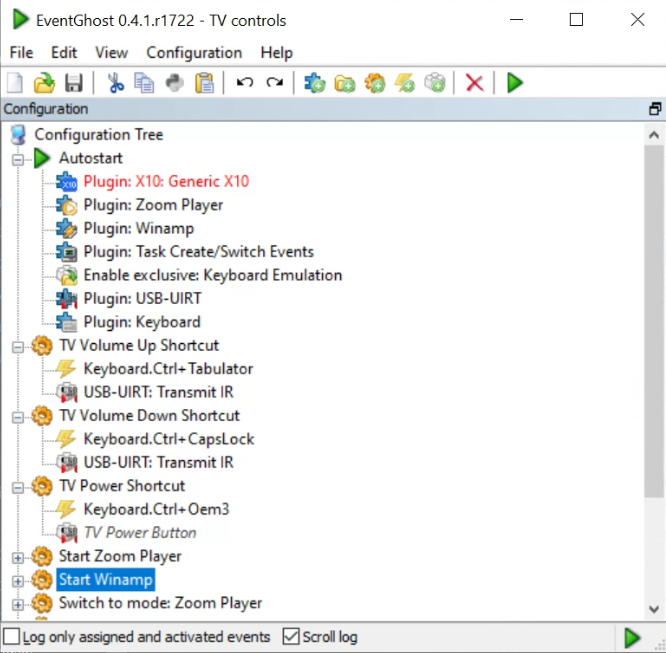 EventGhost 0.4.1.r1722 - TV controls
File Edit View Configuration Help
Configuration
Configuration Tree
Autostart
X10 Plugin: X10: Generic X10
Plugin: Zoom Player
Plugin: Winamp
Plugin: Task Create/Switch Events
Enable exclusive: Keyboard Emulation
Plugin: USB-UIRT
Plugin: Keyboard
TV Volume Up Shortcut
Keyboard.Ctrl+Tabulator
USB-UIRT: Transmit IR
TV Volume Down Shortcut
Keyboard.Ctrl+CapsLock
USB-UIRT: Transmit IR
TV Power Shortcut
Keyboard.Ctrl+Oem3
TV Power Button
Start Zoom Player
Start Winamp
Switch to mode: Zoom Player
Log only assigned and activated events Scroll log